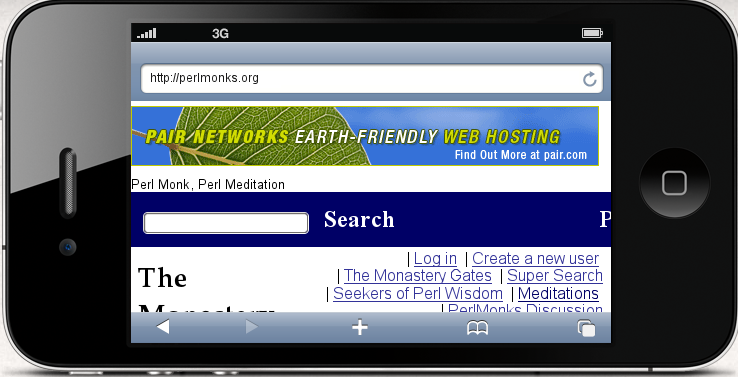 3G
http://perlmonks.org
PAIR NETWORKS EARTH-FRIENDLY WEB HOSTING
Find Out More at pair.com
Perl Monk, Perl Meditation
Search P
| Log in | Create a new user
| The Monastery Gates | Super Search
The
| Seekers of Perl Wisdom | Meditations
Monastery
| PerlMonks Discussion